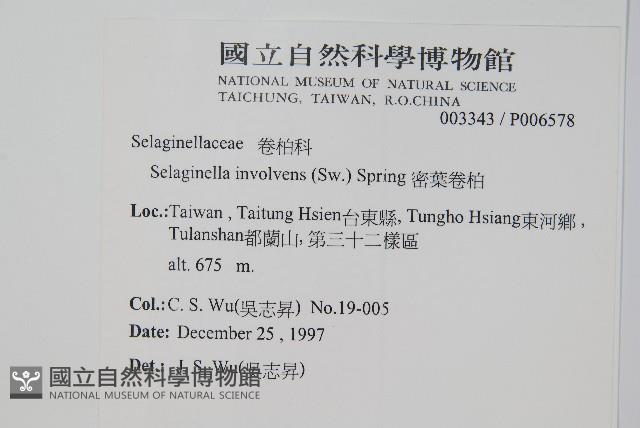 國立自然科學博物館
NATIONAL MUSEUM OF NATURAL SCIENCE
TAICHUNG, TAIWAN, R.O.CHINA
003343 / P006578
Selaginellaceae 卷柏科
Selaginella involvens (Sw.) Spring 密葉卷柏
Loc.:Taiwan , Taitung Hsien台東縣, Tungho Hsiang東河鄉 ,
Tulanshan都蘭山, 第三十二樣區
alt. 675 m.
Col.: C. S. Wu(吳志昇) No.19-005
Date: December 25 , 1997
Det.: J. S. Wu(吳志昇)
國立自然科學博物館
NATIONAL MUSEUM OF NATURAL SCIENCE